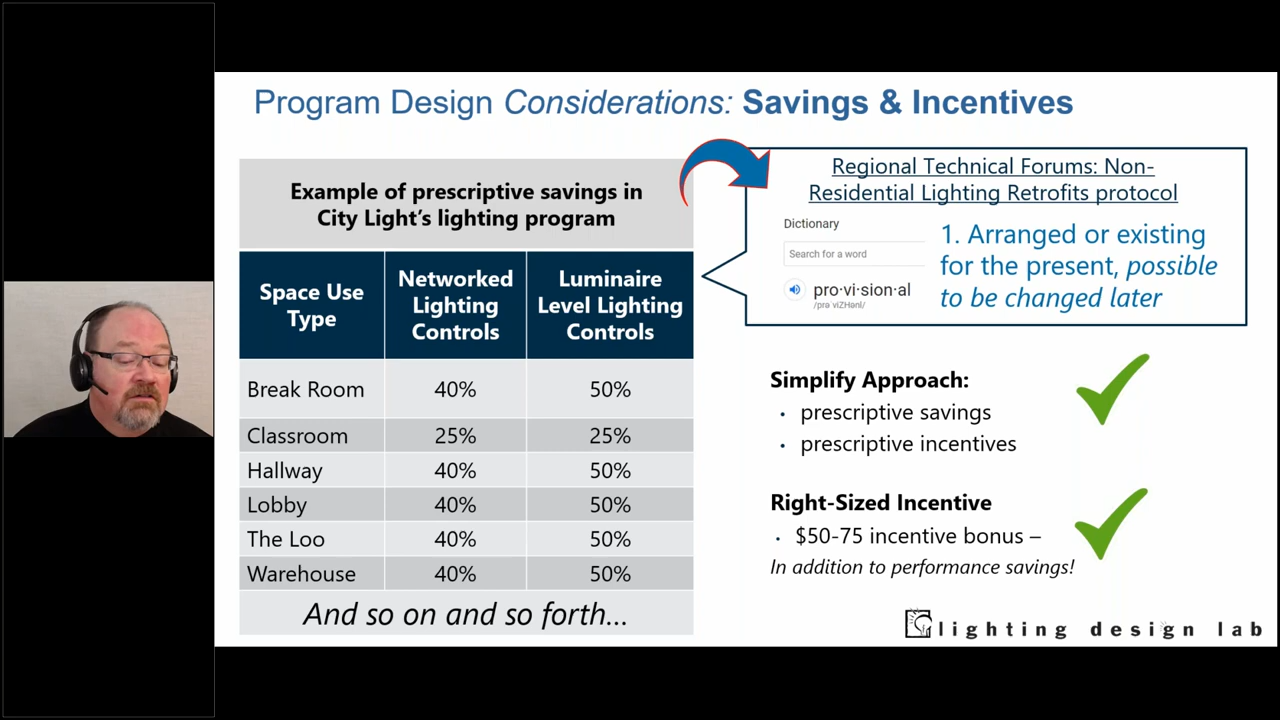 Program Design Considerations: Savings & Incentives
Example of prescriptive savings in
City Light's lighting program
Space Use
Type
Networked
Lighting
Controls
Luminaire
Level Lighting
Controls
Break Room 40% 50%
Classroom 25% 25%
Hallway 40% 50%
Lobby 40% 50%
The Loo 40% 50%
Warehouse 40% 50%
And so on and so forth...
Regional Technical Forums: Non-
Residential Lighting Retrofits protocol
Dictionary
Search for a word
pro·vi·sion·al
/prəˈviZHənl/
1. Arranged or existing
for the present, possible
to be changed later
Simplify Approach:
• prescriptive savings
• prescriptive incentives
Right-Sized Incentive
• $50-75 incentive bonus –
In addition to performance savings!
lighting design lab